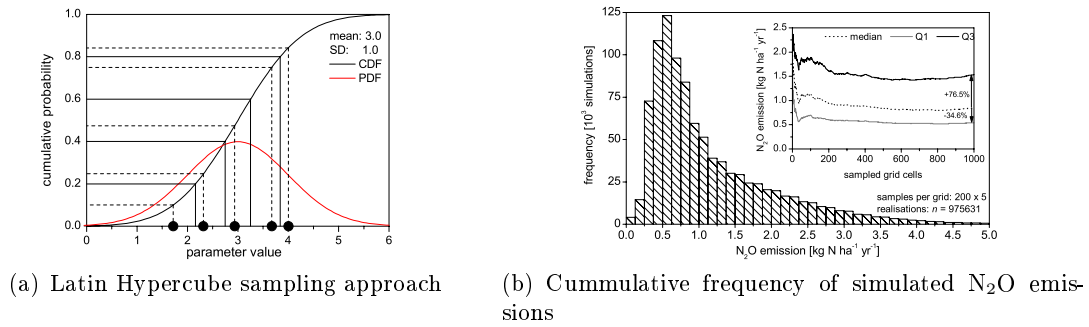 1.0
0.8
0.6
0.4
0.2
0.0
cumulative probability
mean: 3.0
SD: 1.0
CDF
PDF
0 1 2 3 4 5 6
parameter value
(a) Latin Hypercube sampling approach
125
100
75
50
25
0
frequency [10³ simulations]
median Q1 Q3
2.5
2.0
1.5
1.0
0.5
0.0
N₂O emission [kg N ha⁻¹ yr⁻¹]
+76.5%
-34.6%
0 200 400 600 800 1000
sampled grid cells
samples per grid: 200 x 5
realisations: n = 975631
0.0 0.5 1.0 1.5 2.0 2.5 3.0 3.5 4.0 4.5 5.0
N₂O emission [kg N ha⁻¹ yr⁻¹]
(b) Cummulative frequency of simulated N₂O emis-
sions